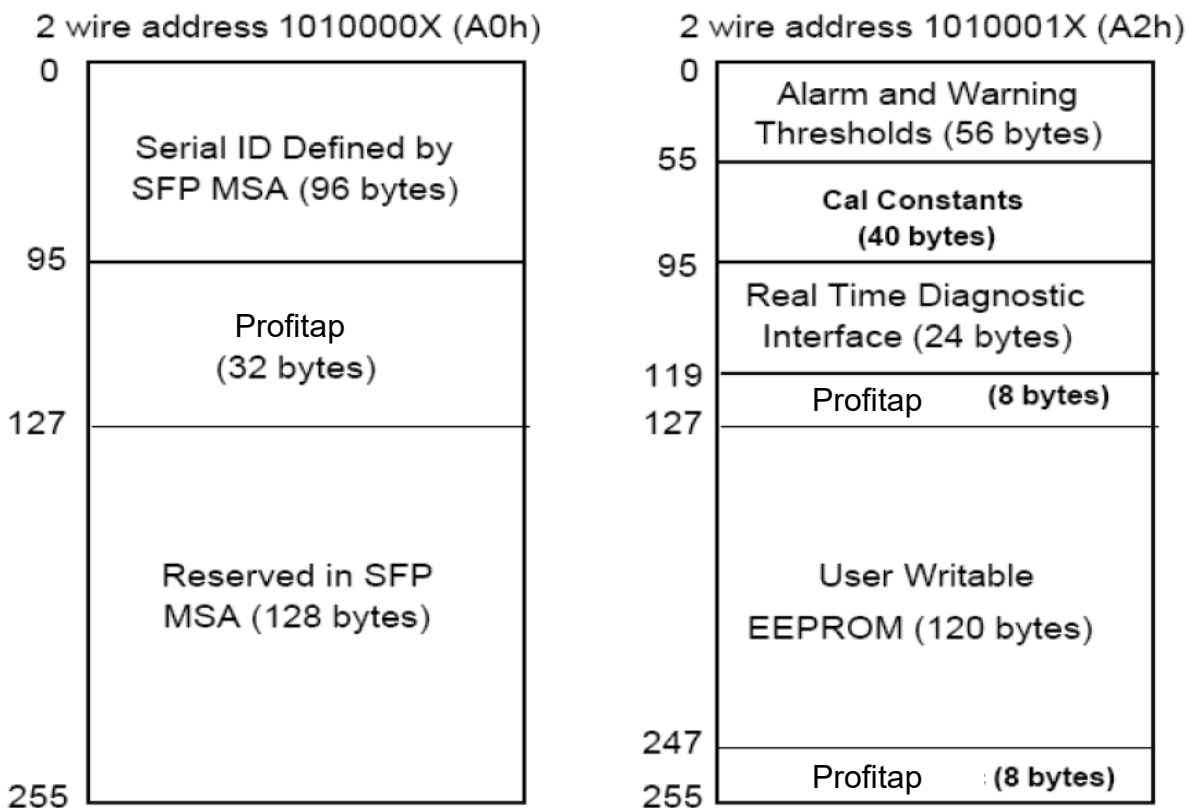 2 wire address 1010000X (A0h)
0
Serial ID Defined by
SFP MSA (96 bytes)
95
Profitap
(32 bytes)
127
Reserved in SFP
MSA (128 bytes)
255
2 wire address 1010001X (A2h)
0
Alarm and Warning
Thresholds (56 bytes)
55
Cal Constants
(40 bytes)
95
Real Time Diagnostic
Interface (24 bytes)
119
Profitap (8 bytes)
127
User Writable
EEPROM (120 bytes)
247
Profitap : (8 bytes)
255